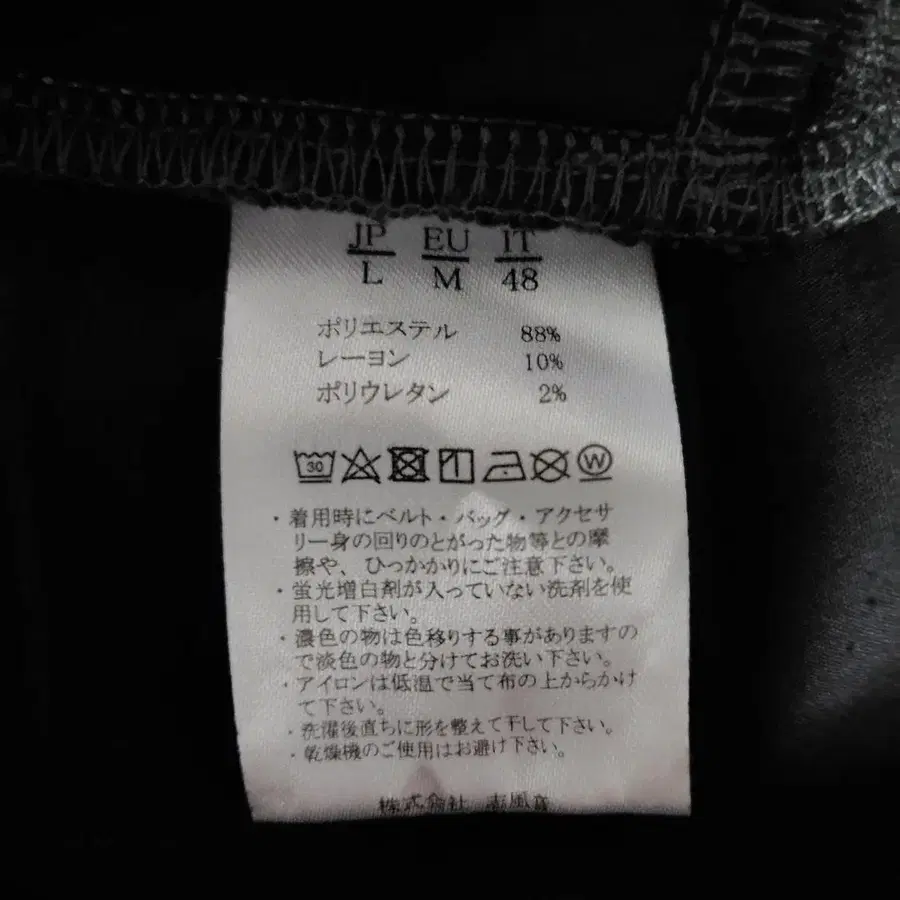 JP EU IT
L M 48
ポリエステル 88%
レーヨン 10%
ポリウレタン 2%
30 W
・着用時にベルト・バッグ・アクセサ
リー身の回りのとがった物等との摩
擦や、ひっかかりにご注意下さい。
・蛍光増白剤が入っていない洗剤を使
用して下さい。
・濃色の物は色移りする事がありますの
で淡色の物と分けてお洗い下さい。
・アイロンは低温で当て布の上からかけ
て下さい。
・洗濯後直ちに形を整えて干して下さい。
・乾燥機のご使用はお避け下さい。
株式会社